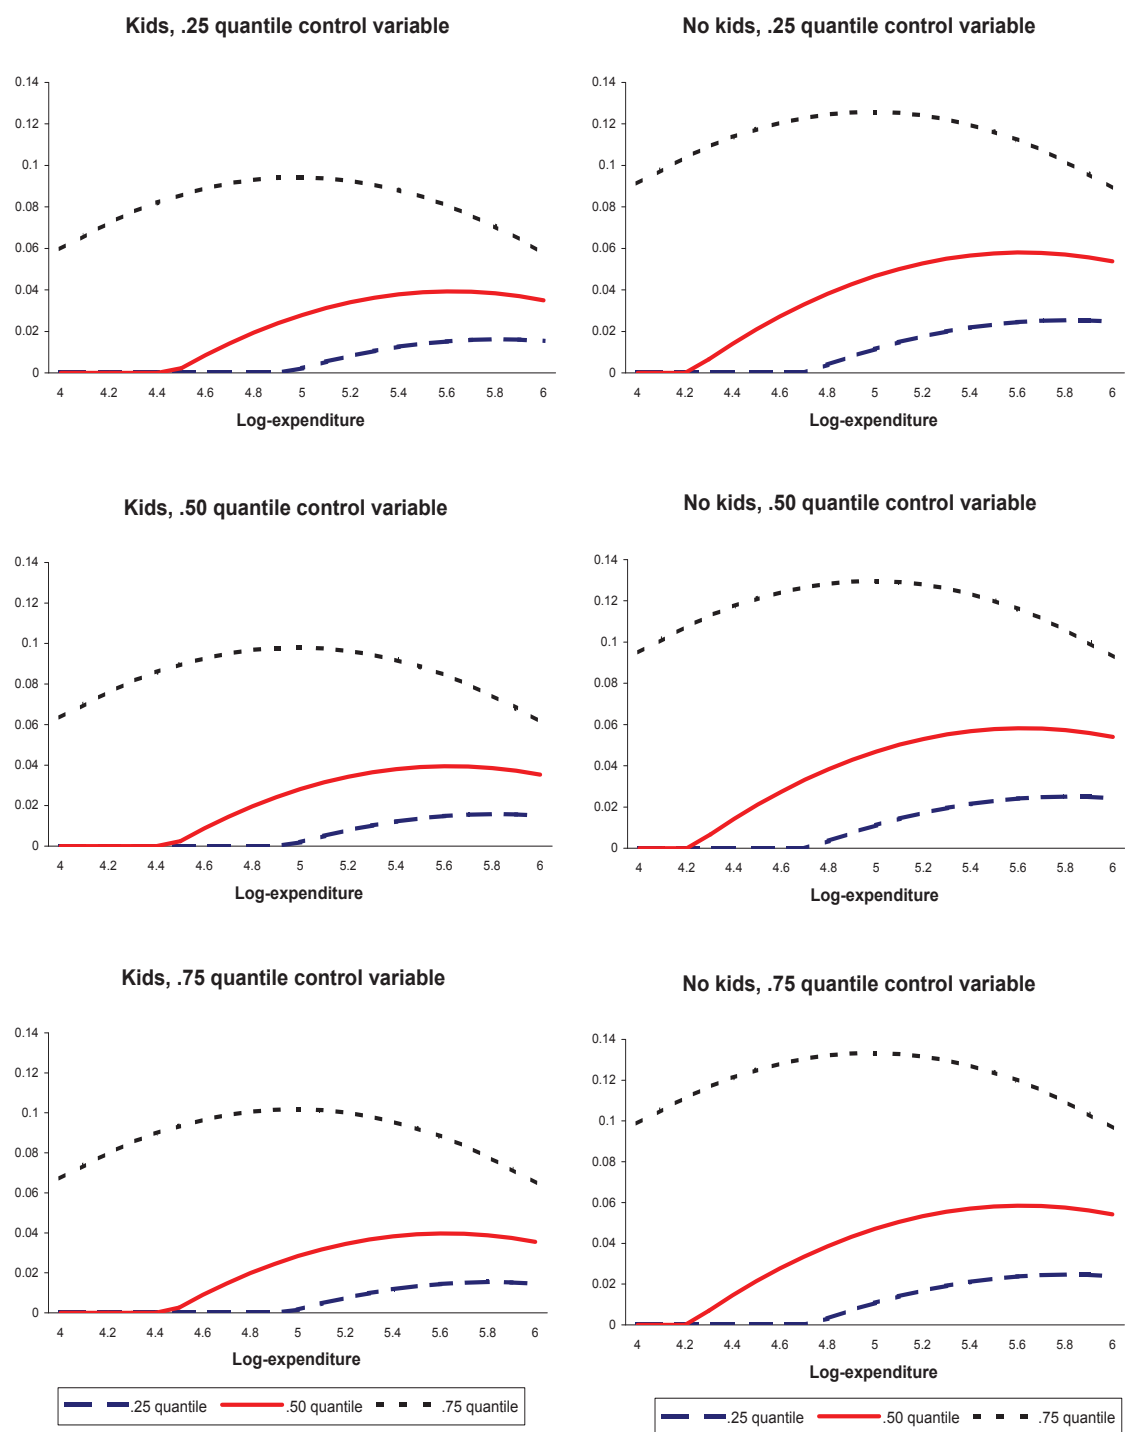 Kids, .25 quantile control variable
0.14
0.12
0.1
0.08
0.06
0.04
0.02
0
4 4.2 4.4 4.6 4.8 5 5.2 5.4 5.6 5.8 6
Log-expenditure
No kids, .25 quantile control variable
0.14
0.12
0.1
0.08
0.06
0.04
0.02
0
4 4.2 4.4 4.6 4.8 5 5.2 5.4 5.6 5.8 6
Log-expenditure
Kids, .50 quantile control variable
0.14
0.12
0.1
0.08
0.06
0.04
0.02
0
4 4.2 4.4 4.6 4.8 5 5.2 5.4 5.6 5.8 6
Log-expenditure
No kids, .50 quantile control variable
0.14
0.12
0.1
0.08
0.06
0.04
0.02
0
4 4.2 4.4 4.6 4.8 5 5.2 5.4 5.6 5.8 6
Log-expenditure
Kids, .75 quantile control variable
0.14
0.12
0.1
0.08
0.06
0.04
0.02
0
4 4.2 4.4 4.6 4.8 5 5.2 5.4 5.6 5.8 6
Log-expenditure
.25 quantile .50 quantile .75 quantile
No kids, .75 quantile control variable
0.14
0.12
0.1
0.08
0.06
0.04
0.02
0
4 4.2 4.4 4.6 4.8 5 5.2 5.4 5.6 5.8 6
Log-expenditure
.25 quantile .50 quantile .75 quantile